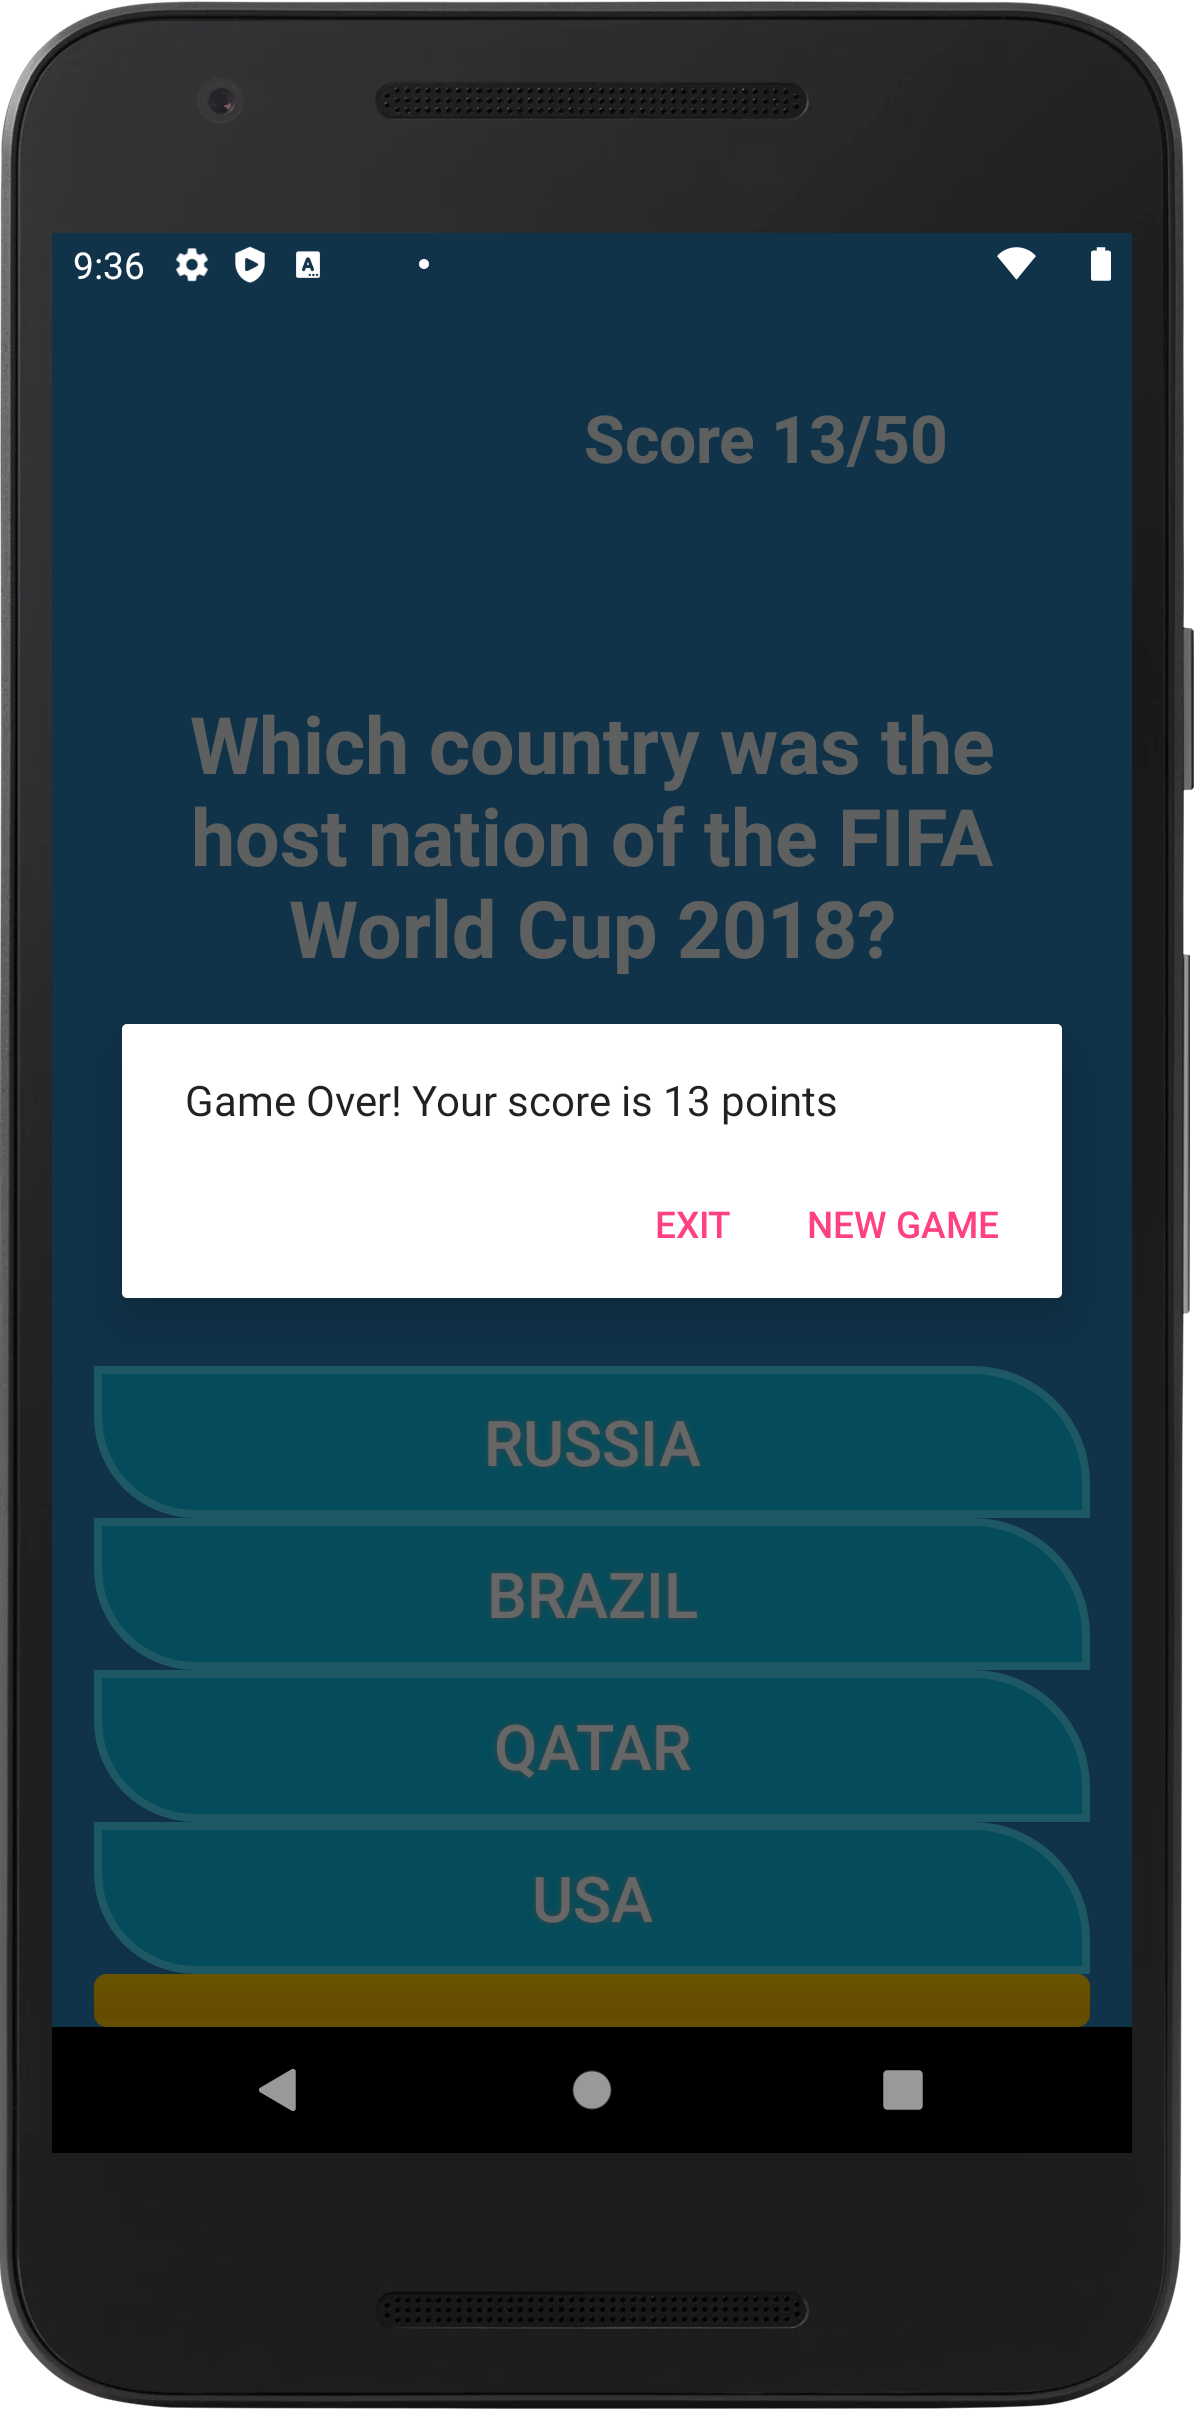 9:36
Score 13/50
Which country was the
host nation of the FIFA
World Cup 2018?
Game Over! Your score is 13 points
EXIT NEW GAME
RUSSIA
BRAZIL
QATAR
USA